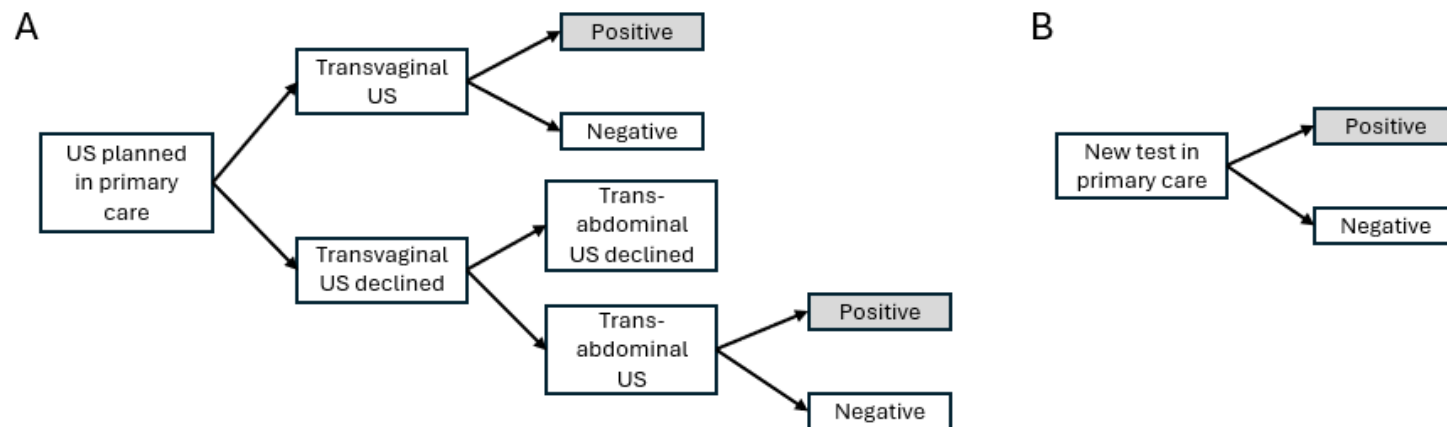 A
Transvaginal
US
Positive
Negative
US planned
in primary
care
Transvaginal
US declined
Trans-
abdominal
US declined
Trans-
abdominal
US
Positive
Negative
B
New test in
primary care
Positive
Negative